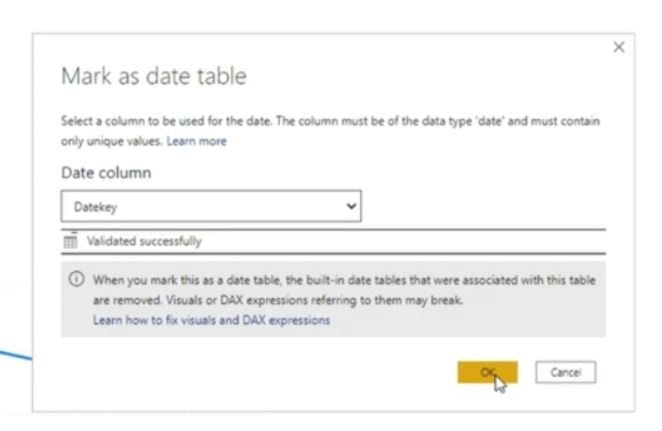 Mark as date table
Select a column to be used for the date. The column must be of the data type 'date' and must contain
only unique values. Learn more
Date column
Datekey
Validated successfully
When you mark this as a date table, the built-in date tables that were associated with this table
are removed. Visuals or DAX expressions referring to them may break.
Learn how to fix visuals and DAX expressions
OK Cancel